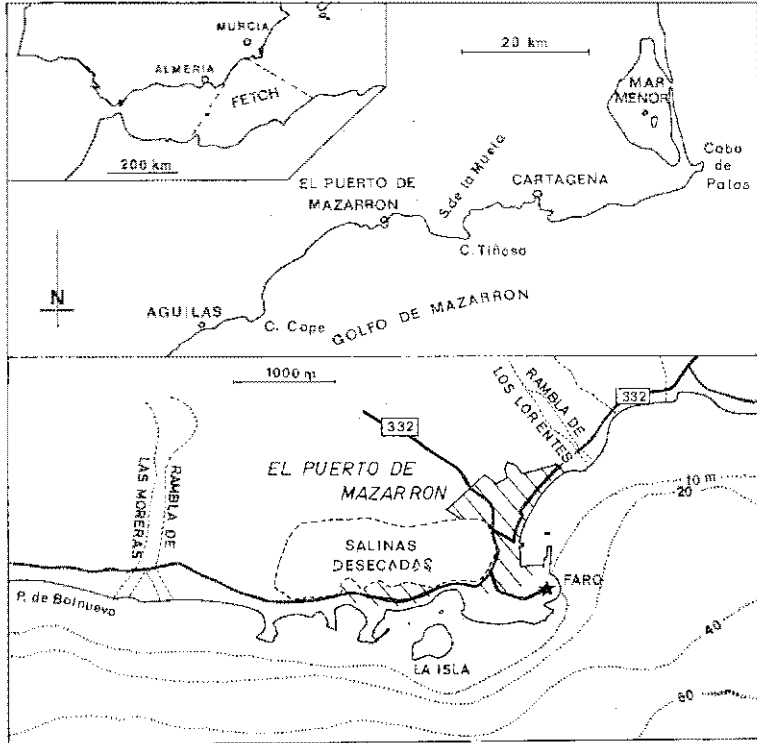 MURCIA
ALMERIA
FETCH
200 km
20 km
MAR
MENOR
Cabo
de
Palos
EL PUERTO DE
MAZARRON
S. de la Muela
CARTAGENA
C. Tiñoso
N
AGUILAS
C. Cope
GOLFO DE MAZARRON
1000 m
332
RAMBLA DE
LOS LORENTES
332
EL PUERTO DE
MAZARRON
RAMBLA DE
LAS MORERAS
10 m
20
SALINAS
DESECADAS
FARO
P. de Bolnuevo
LA ISLA
40
60